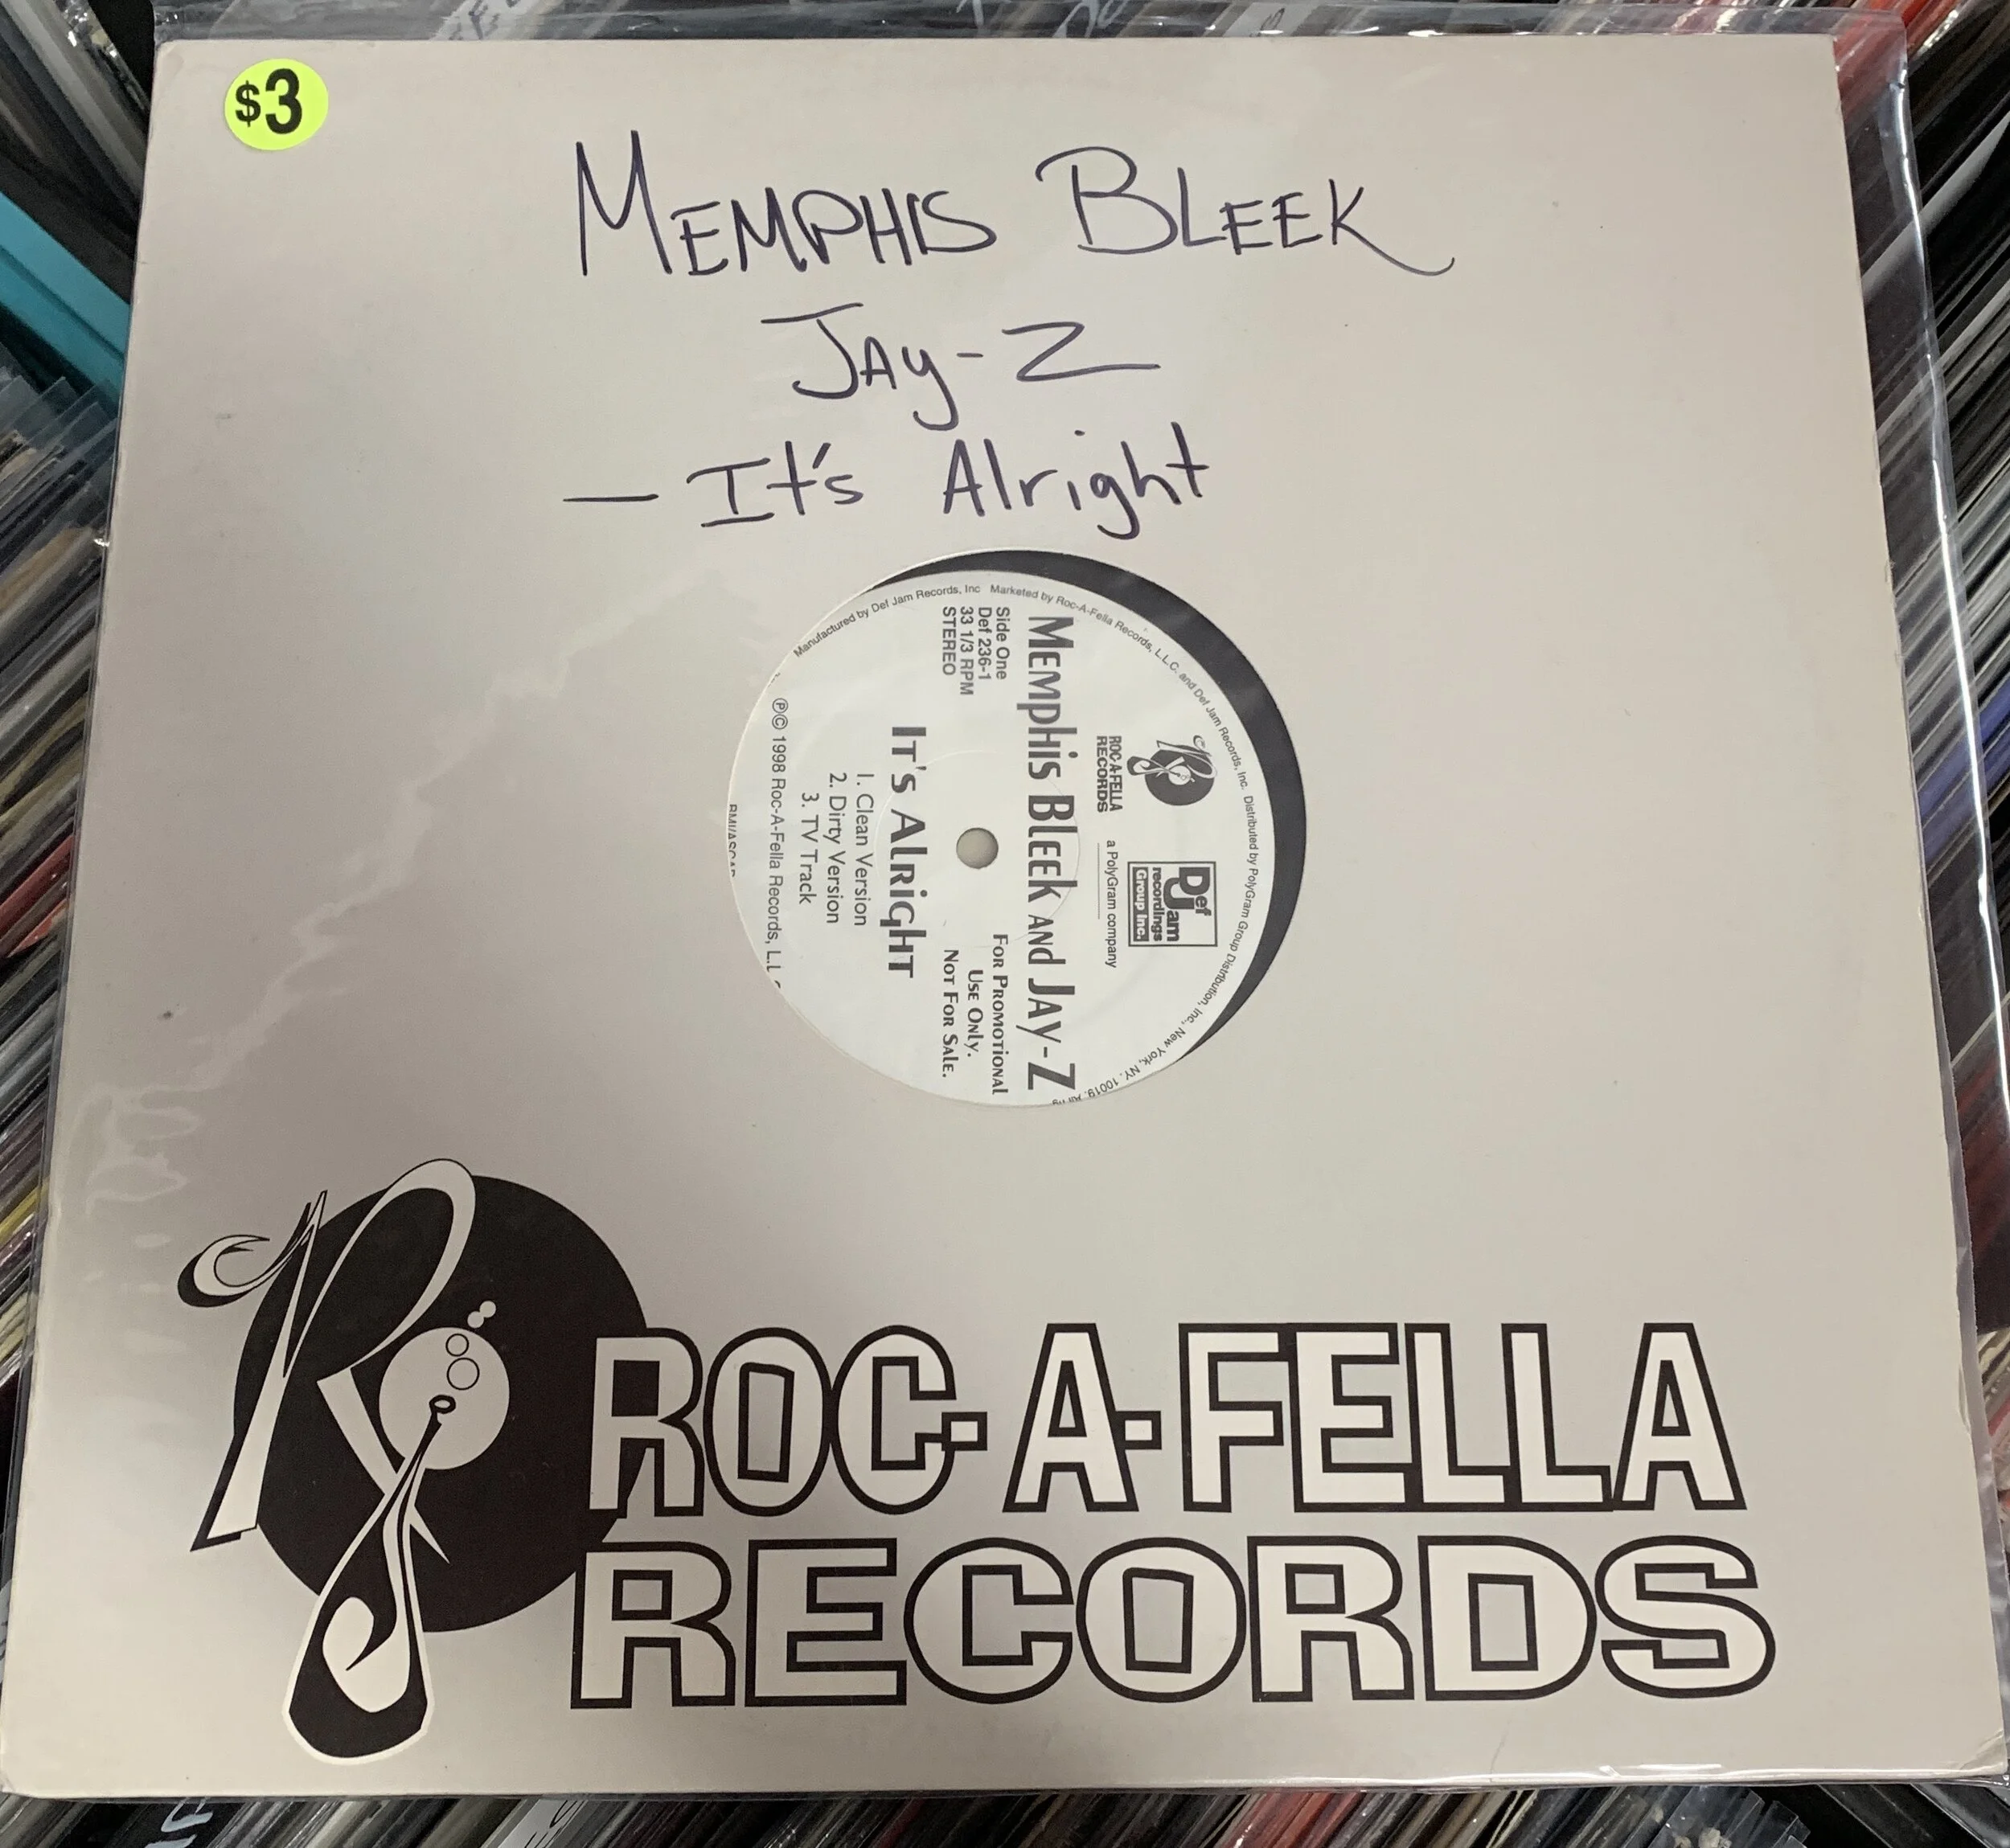 $3
MEMPHIS BLEEK
JAY-Z
— It's Alright
Manufactured by Def Jam Records, Inc Marketed by Roc-A-Fella Records, L.L.C. and Def Jam Records, Inc. Distributed by PolyGram Group Distribution, Inc., New York, NY. 10019.
ROC-A-FELLA
RECORDS
Def
Jam
recordings
Group Inc.
a PolyGram company
MEMPHIS BLEEK AND JAY-Z
Side One
Def 236-1
33 1/3 RPM
STEREO
FOR PROMOTIONAL
USE ONLY.
NOT FOR SALE.
IT'S ALRIGHT
1. Clean Version
2. Dirty Version
3. TV Track
℗© 1998 Roc-A-Fella Records,
ROC-A-FELLA
RECORDS